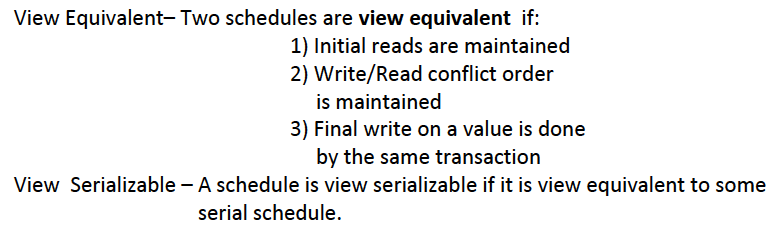 View Equivalent– Two schedules are view equivalent if:
1) Initial reads are maintained
2) Write/Read conflict order
is maintained
3) Final write on a value is done
by the same transaction
View Serializable – A schedule is view serializable if it is view equivalent to some
serial schedule.